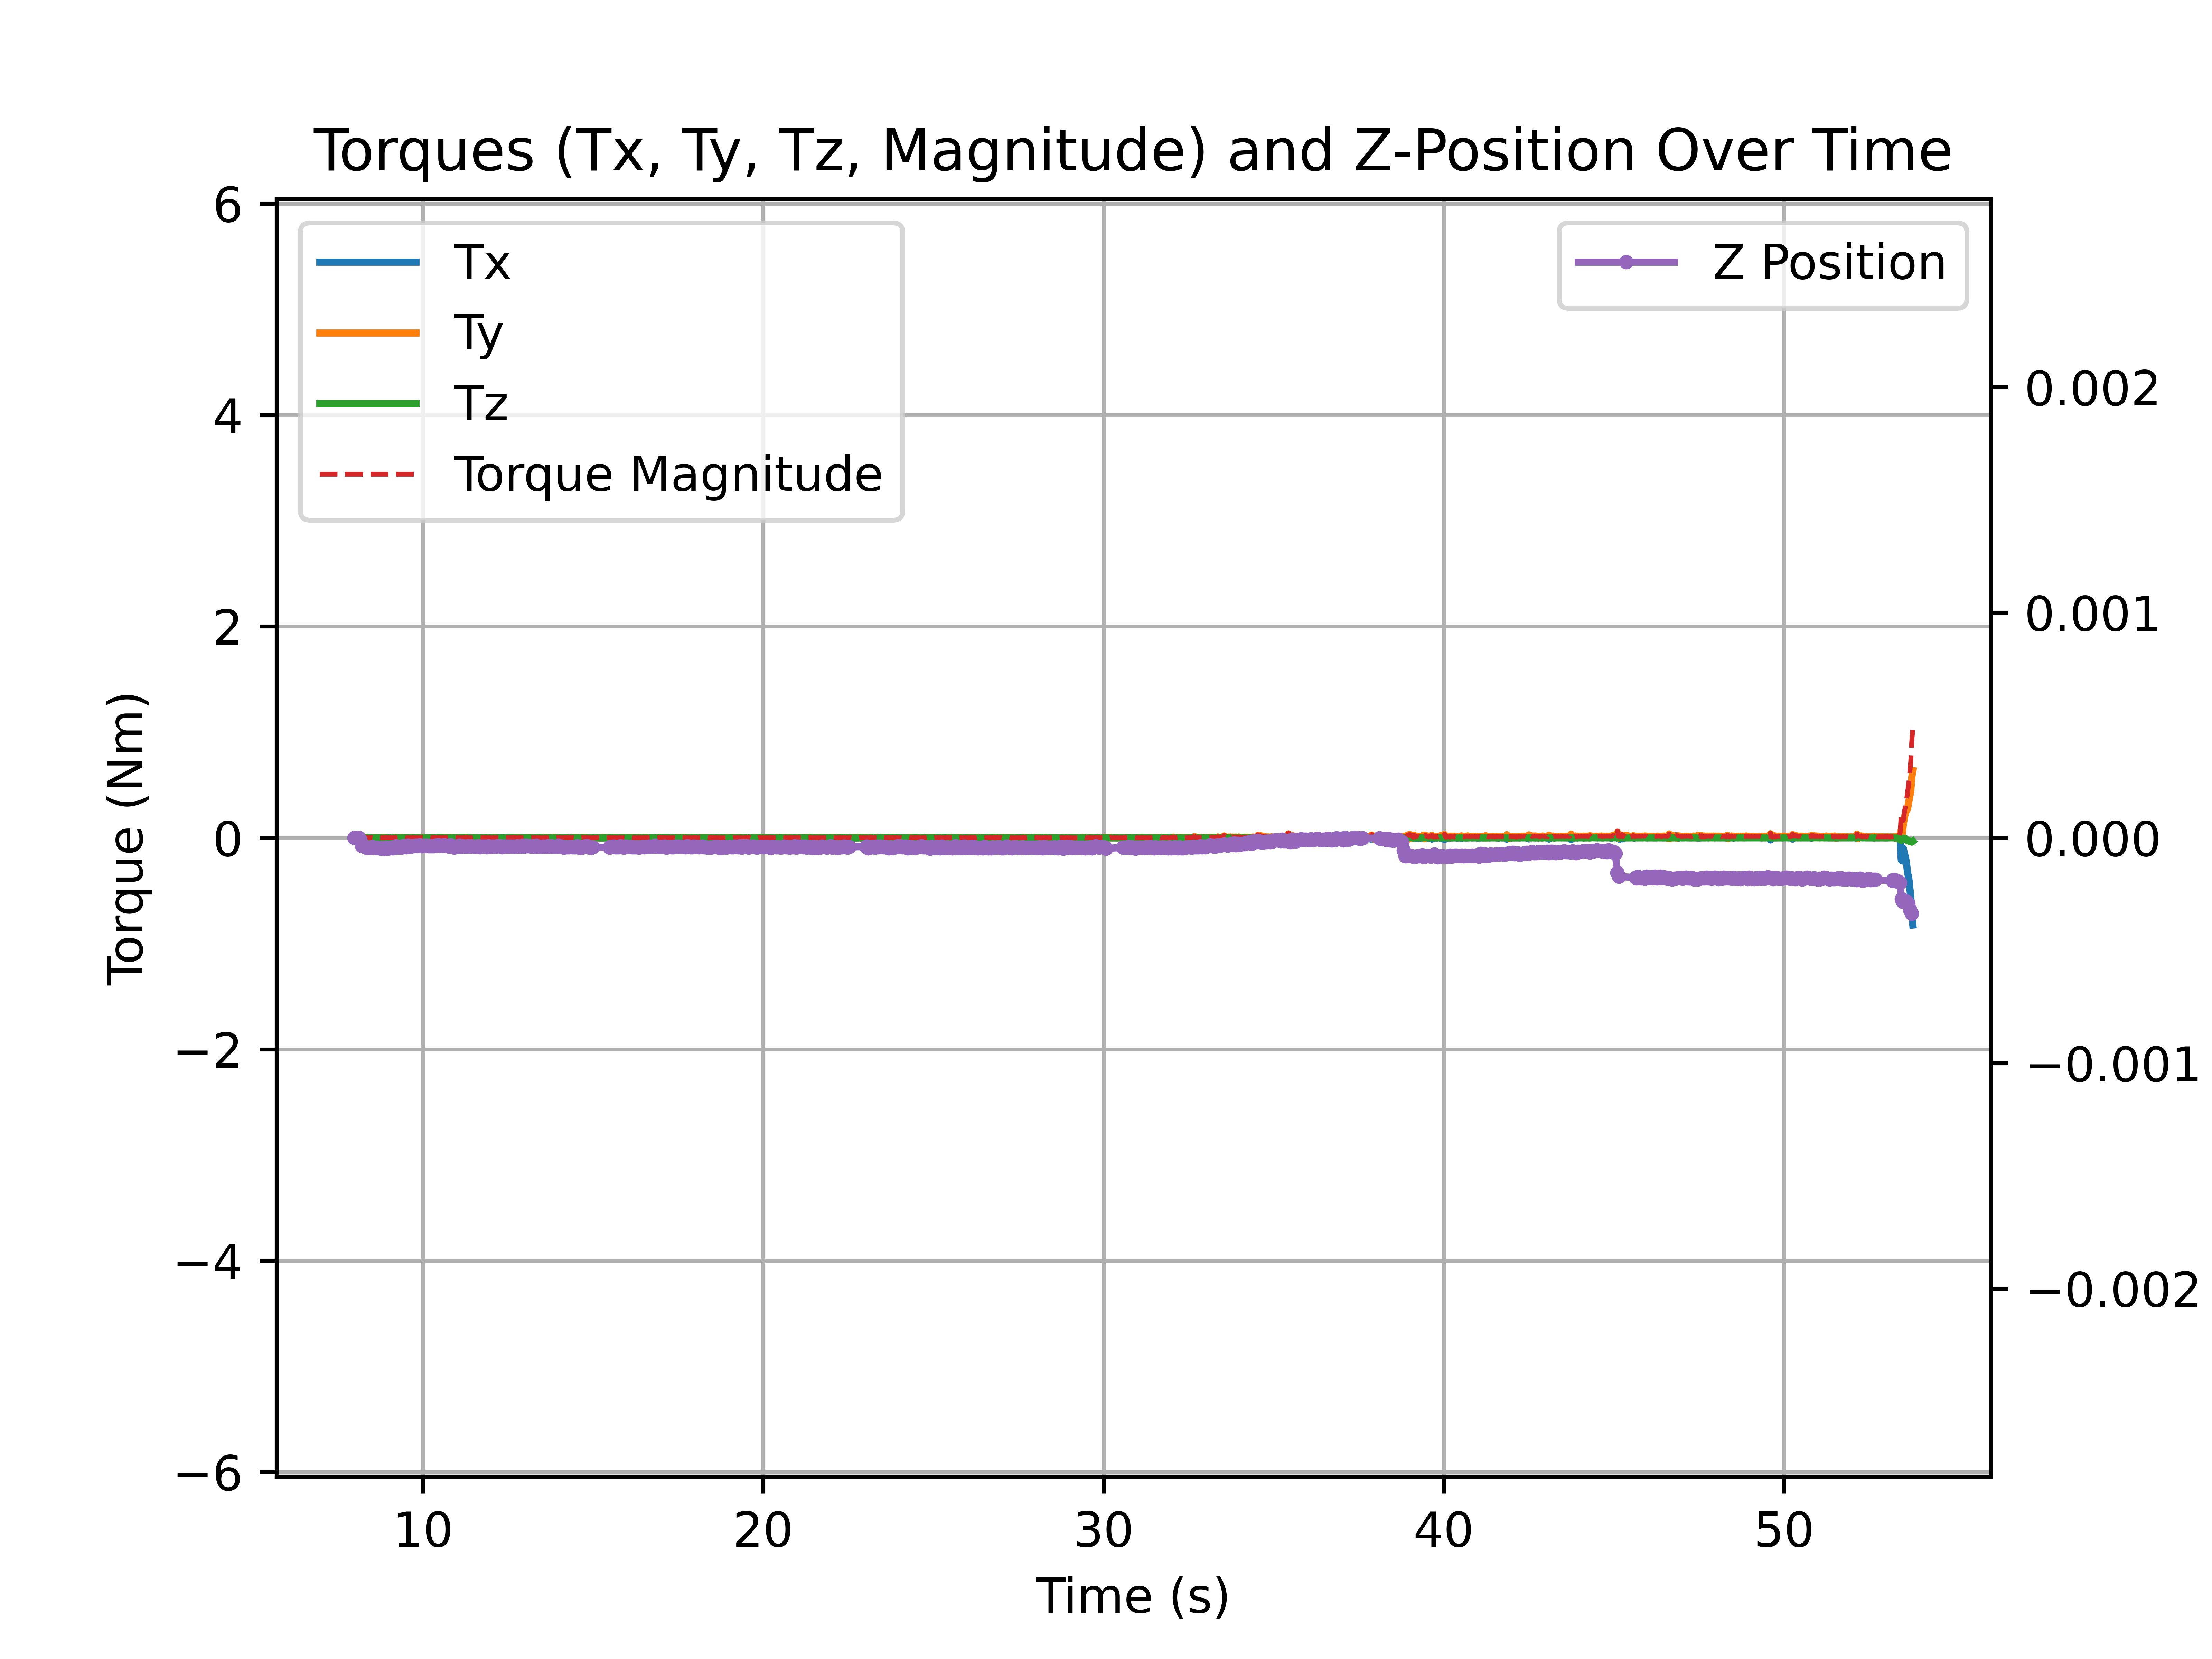 Torques (Tx, Ty, Tz, Magnitude) and Z-Position Over Time
Tx
Ty
Tz
Torque Magnitude
Z Position
6
4
2
0
−2
−4
−6
Torque (Nm)
0.002
0.001
0.000
−0.001
−0.002
10
20
30
40
50
Time (s)